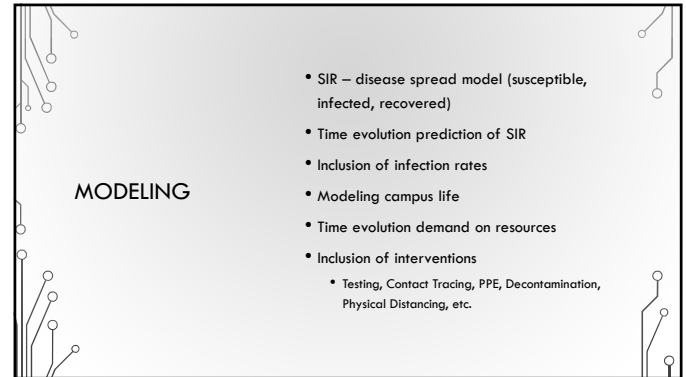 MODELING
• SIR – disease spread model (susceptible,
infected, recovered)
• Time evolution prediction of SIR
• Inclusion of infection rates
• Modeling campus life
• Time evolution demand on resources
• Inclusion of interventions
• Testing, Contact Tracing, PPE, Decontamination,
Physical Distancing, etc.